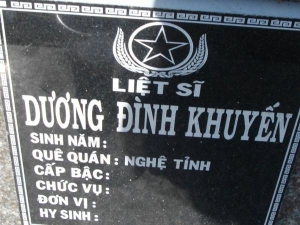 LIỆT SĨ
DƯƠNG ĐÌNH KHUYẾN
SINH NĂM :
QUÊ QUÁN : NGHỆ TĨNH
CẤP BẬC:
CHỨC VỤ :
ĐƠN VỊ :
HY SINH :